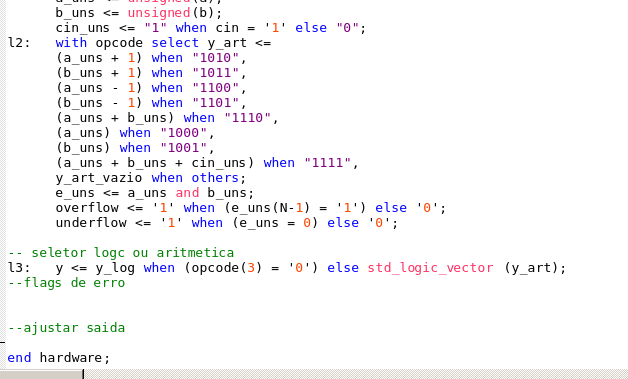 b_uns <= unsigned(b);
cin_uns <= "1" when cin = '1' else "0";
l2: with opcode select y_art <=
(a_uns + 1) when "1010",
(b_uns + 1) when "1011",
(a_uns - 1) when "1100",
(b_uns - 1) when "1101",
(a_uns + b_uns) when "1110",
(a_uns) when "1000",
(b_uns) when "1001",
(a_uns + b_uns + cin_uns) when "1111",
y_art_vazio when others;
e_uns <= a_uns and b_uns;
overflow <= '1' when (e_uns(N-1) = '1') else '0';
underflow <= '1' when (e_uns = 0) else '0';
-- seletor logc ou aritmetica
l3: y <= y_log when (opcode(3) = '0') else std_logic_vector (y_art);
--flags de erro
--ajustar saida
end hardware;